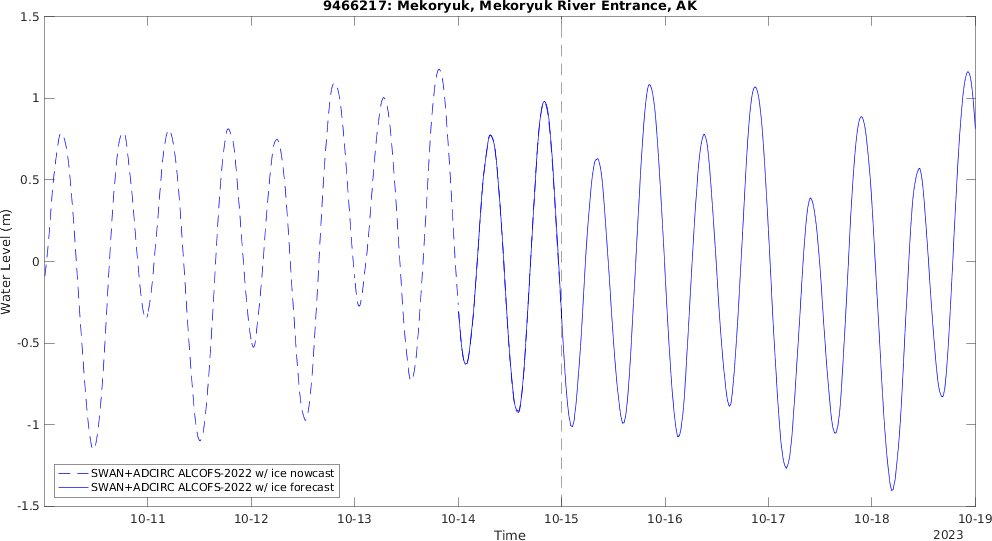 9466217: Mekoryuk, Mekoryuk River Entrance, AK
1.5
1
0.5
0
-0.5
-1
-1.5
Water Level (m)
SWAN+ADCIRC ALCOFS-2022 w/ ice nowcast
SWAN+ADCIRC ALCOFS-2022 w/ ice forecast
10-11 10-12 10-13 10-14 10-15 10-16 10-17 10-18 10-19
Time
2023